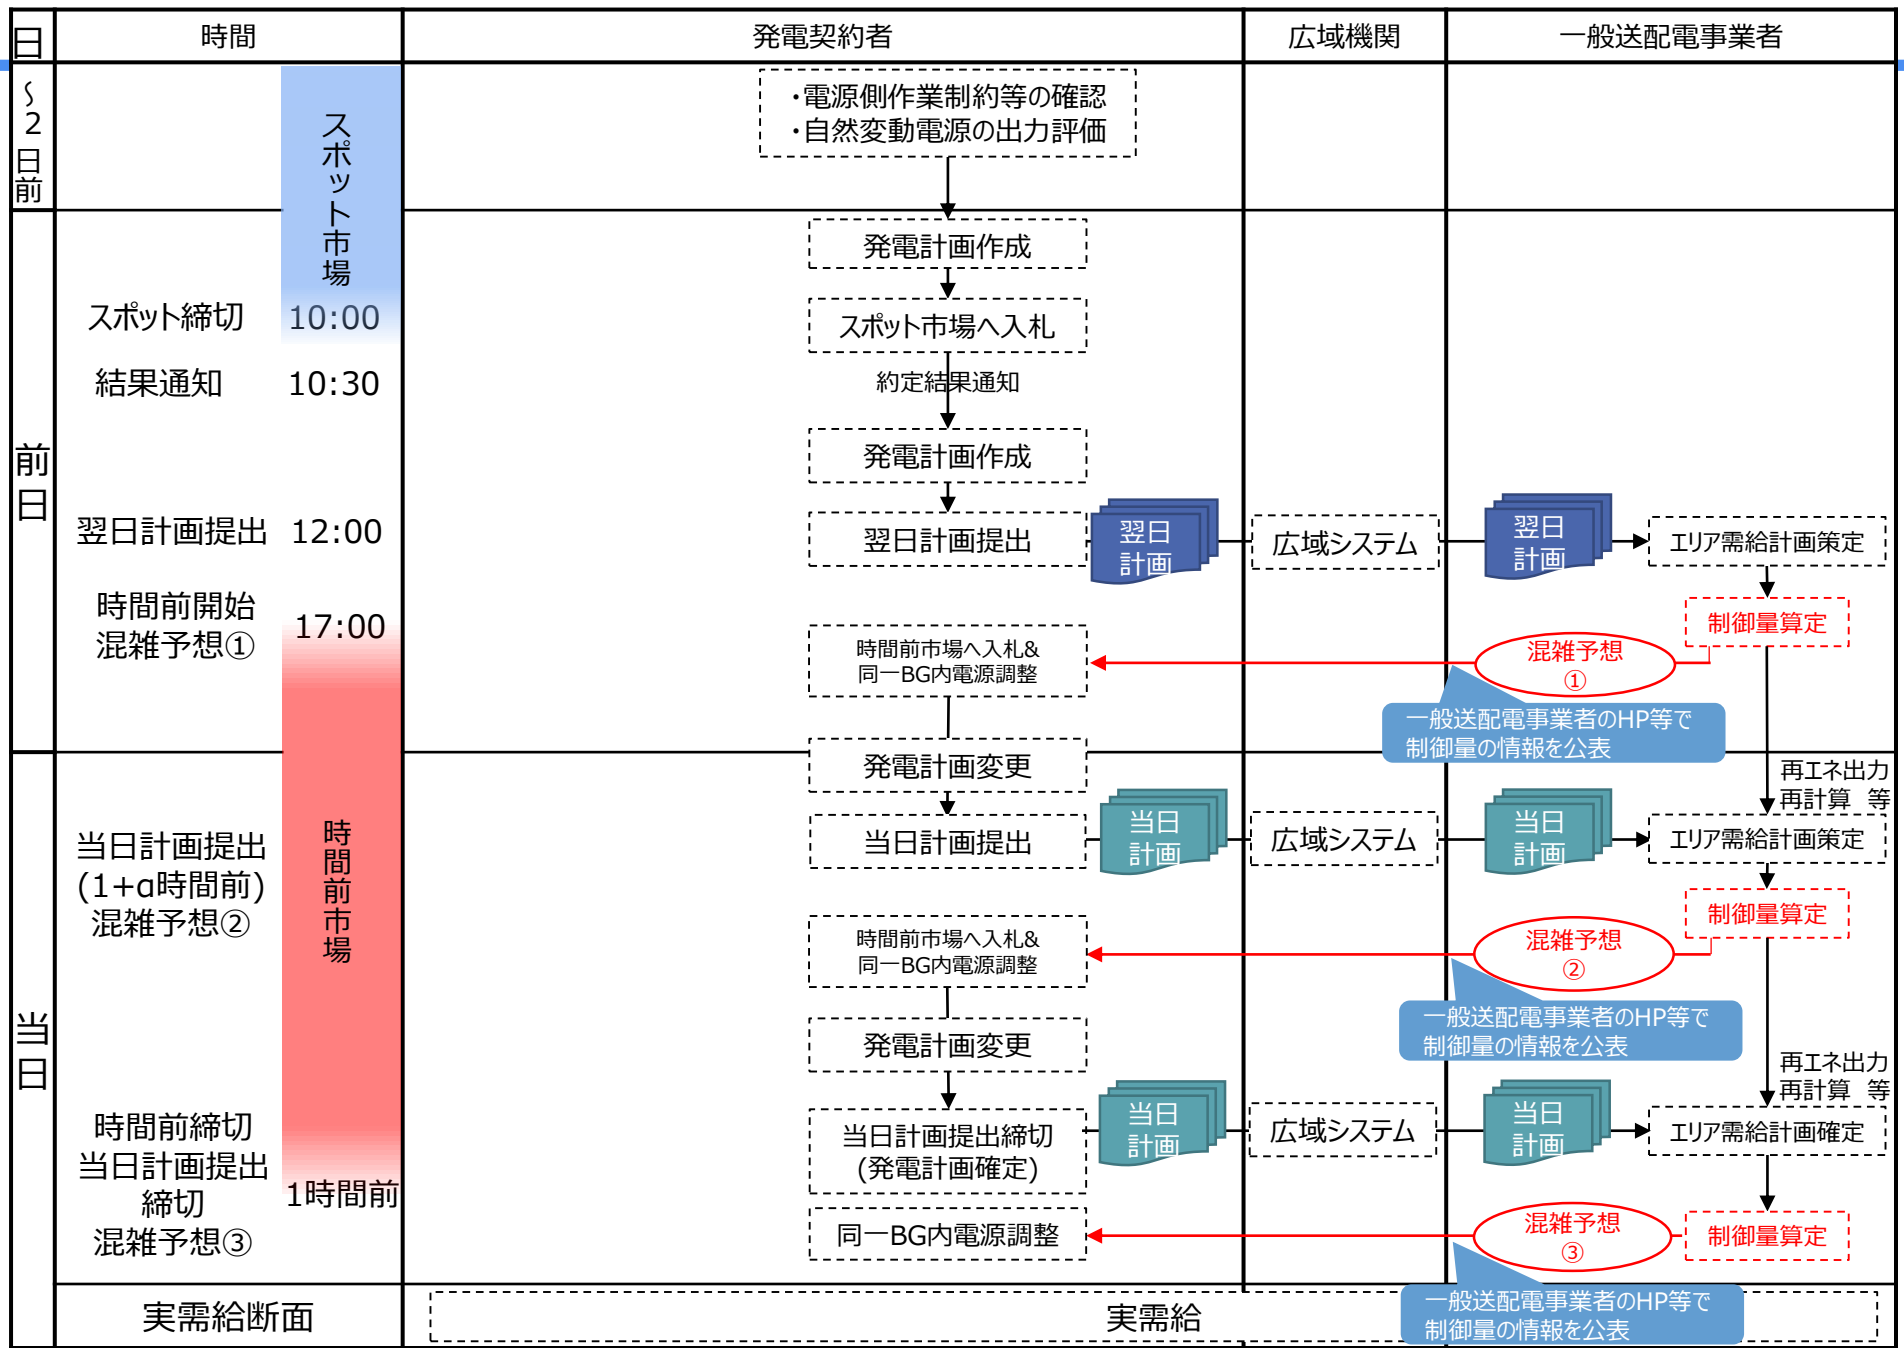 日
時間
発電契約者
広域機関
一般送配電事業者
～2日前
スポット市場
・電源側作業制約等の確認
・自然変動電源の出力評価
前日
発電計画作成
スポット締切
10:00
スポット市場へ入札
結果通知
10:30
約定結果通知
発電計画作成
翌日計画提出
12:00
翌日計画提出
翌日
計画
広域システム
翌日
計画
エリア需給計画策定
時間前開始
混雑予想①
17:00
制御量算定
混雑予想
①
時間前市場へ入札&
同一BG内電源調整
一般送配電事業者のHP等で
制御量の情報を公表
当日
時間前市場
発電計画変更
再エネ出力
再計算　等
当日計画提出
(1+α時間前)
混雑予想②
当日計画提出
当日
計画
広域システム
当日
計画
エリア需給計画策定
制御量算定
混雑予想
②
時間前市場へ入札&
同一BG内電源調整
一般送配電事業者のHP等で
制御量の情報を公表
発電計画変更
再エネ出力
再計算　等
時間前締切
当日計画提出
締切
混雑予想③
1時間前
当日計画提出締切
(発電計画確定)
当日
計画
広域システム
当日
計画
エリア需給計画確定
制御量算定
混雑予想
③
同一BG内電源調整
一般送配電事業者のHP等で
制御量の情報を公表
実需給断面
実需給